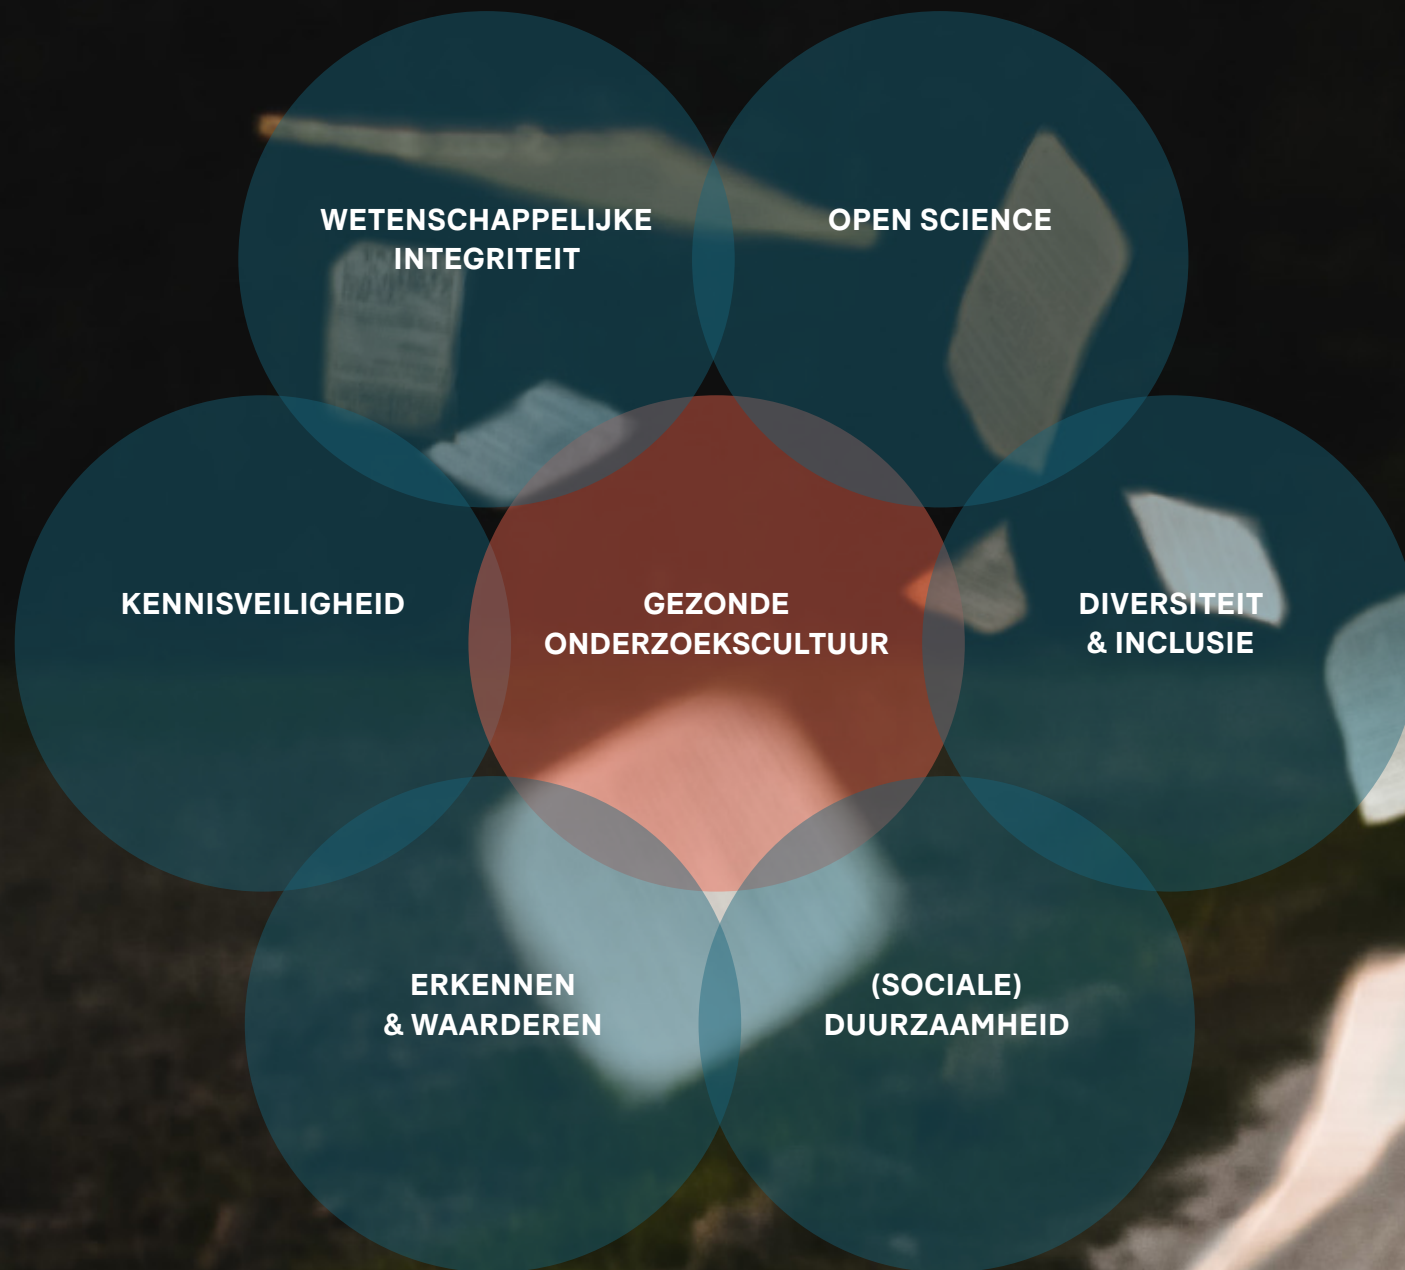 WETENSCHAPPELIJKE
INTEGRITEIT
OPEN SCIENCE
KENNISVEILIGHEID
GEZONDE
ONDERZOEKSCULTUUR
DIVERSITEIT
& INCLUSIE
ERKENNEN
& WAARDEREN
(SOCIALE)
DUURZAAMHEID